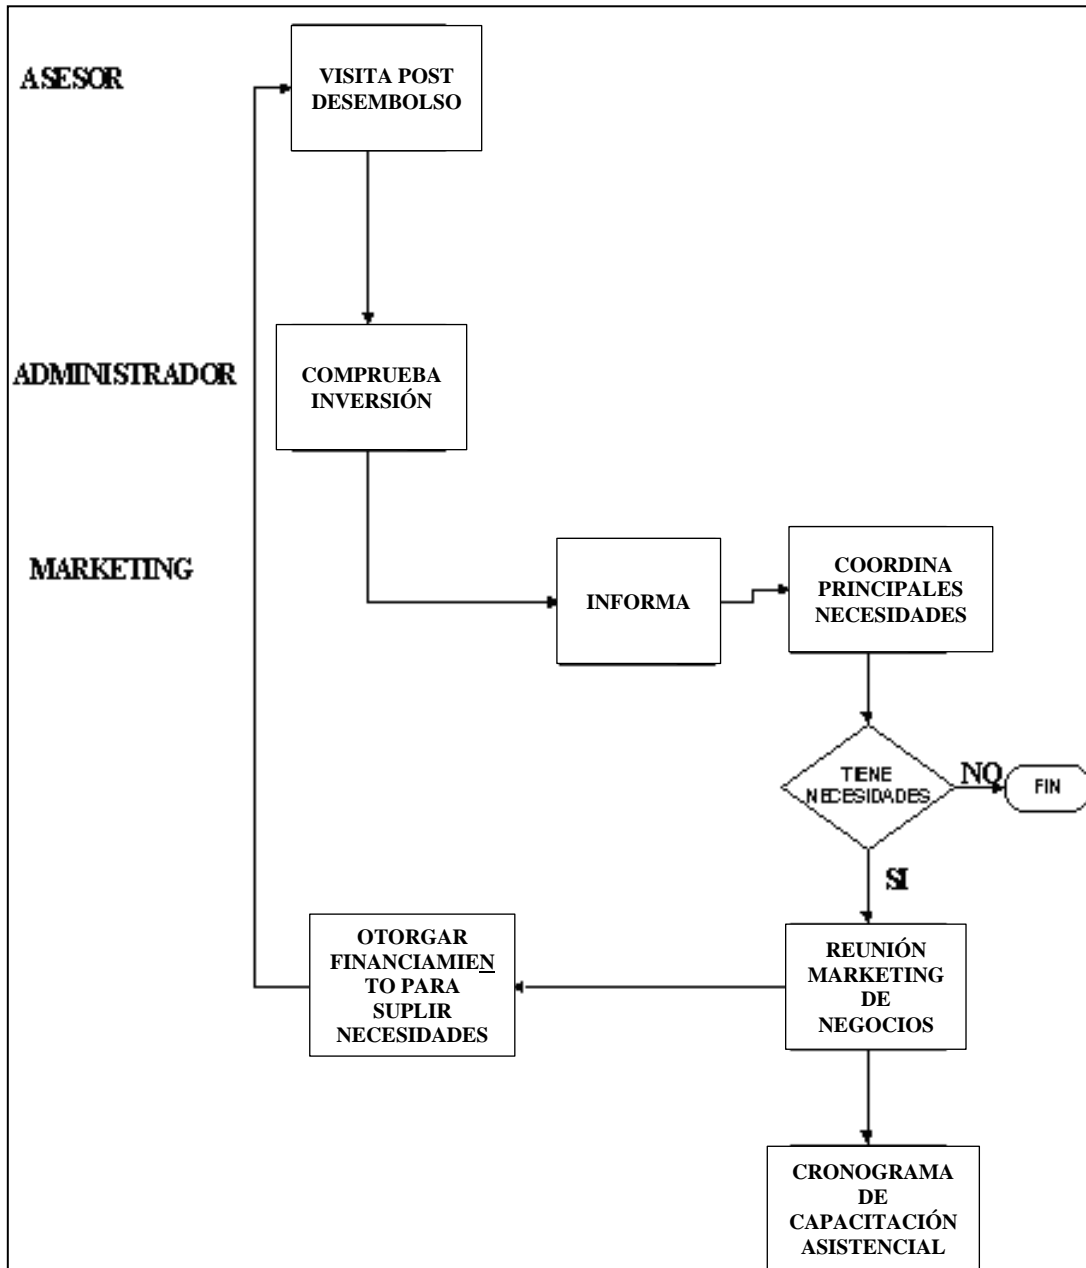 ASESOR
VISITA POST
DESEMBOLSO
ADMINISTRADOR
COMPRUEBA
INVERSIÓN
MARKETING
INFORMA
COORDINA
PRINCIPALES
NECESIDADES
TIENE
NECESIDADES
NO
FIN
SI
OTORGAR
FINANCIAMIEN
TO PARA
SUPLIR
NECESIDADES
REUNIÓN
MARKETING
DE
NEGOCIOS
CRONOGRAMA
DE
CAPACITACIÓN
ASISTENCIAL